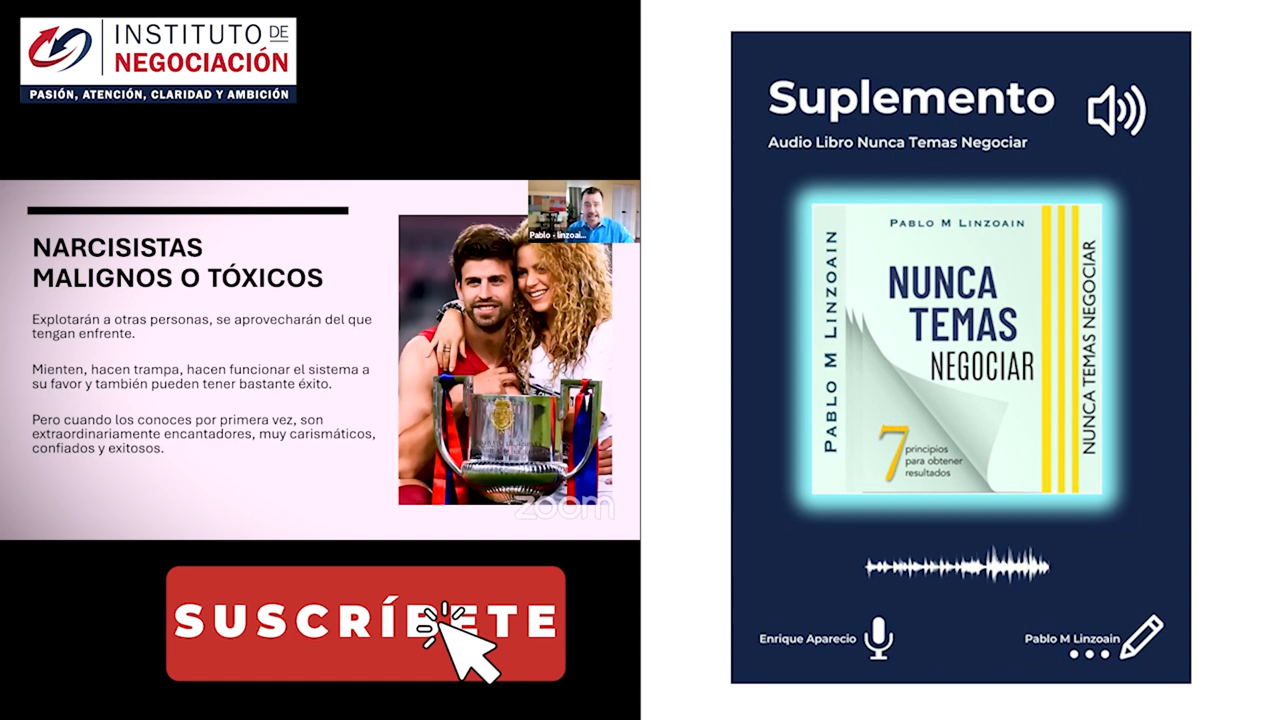 INSTITUTO DE
NEGOCIACIÓN
PASIÓN, ATENCIÓN, CLARIDAD Y AMBICIÓN
Pablo - linzoai...
NARCISISTAS
MALIGNOS O TÓXICOS
Explotarán a otras personas, se aprovecharán del que
tengan enfrente.
Mienten, hacen trampa, hacen funcionar el sistema a
su favor y también pueden tener bastante éxito.
Pero cuando los conoces por primera vez, son
extraordinariamente encantadores, muy carismáticos,
confiados y exitosos.
zoom
SUSCRÍBETE
Suplemento
Audio Libro Nunca Temas Negociar
PABLO M LINZOAIN
PABLO M LINZOAIN
NUNCA
TEMAS
NEGOCIAR
7 principios
para obtener
resultados
NUNCA TEMAS NEGOCIAR
Enrique Aparecio
Pablo M Linzoain